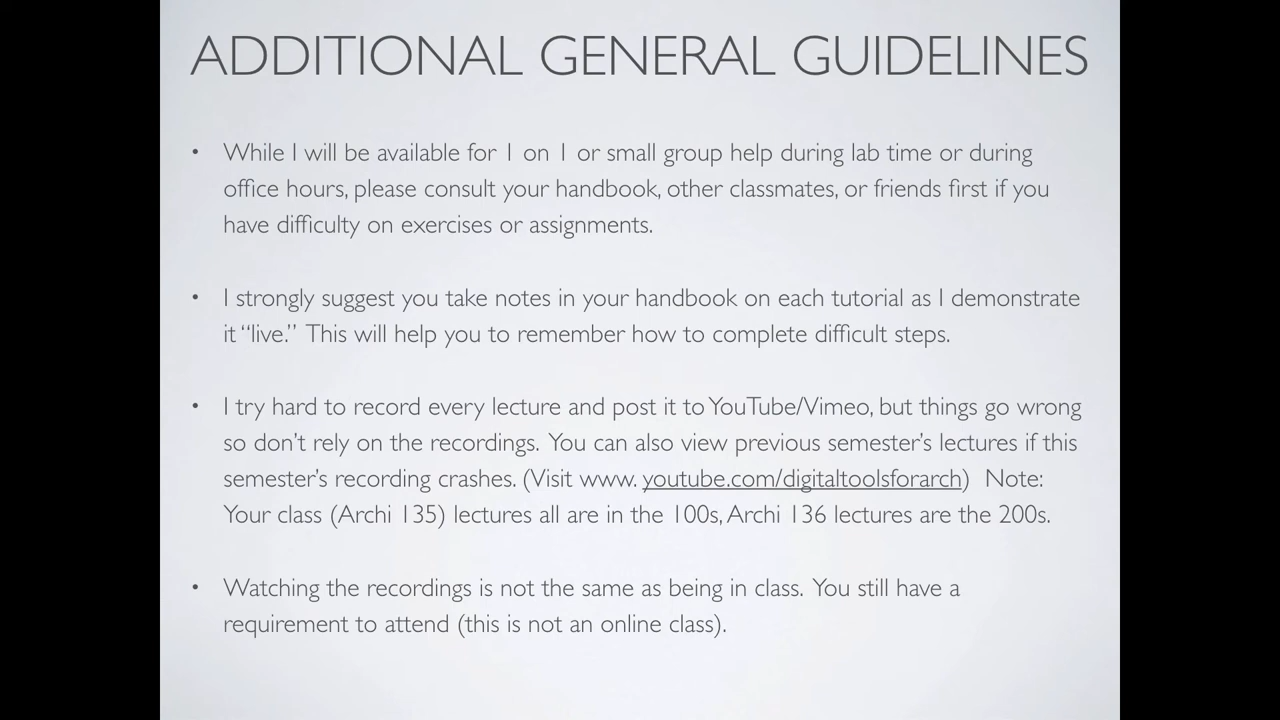 ADDITIONAL GENERAL GUIDELINES
• While I will be available for 1 on 1 or small group help during lab time or during
office hours, please consult your handbook, other classmates, or friends first if you
have difficulty on exercises or assignments.
• I strongly suggest you take notes in your handbook on each tutorial as I demonstrate
it “live.” This will help you to remember how to complete difficult steps.
• I try hard to record every lecture and post it to YouTube/Vimeo, but things go wrong
so don’t rely on the recordings. You can also view previous semester’s lectures if this
semester’s recording crashes. (Visit www. youtube.com/digitaltoolsforarch) Note:
Your class (Archi 135) lectures all are in the 100s, Archi 136 lectures are the 200s.
• Watching the recordings is not the same as being in class. You still have a
requirement to attend (this is not an online class).